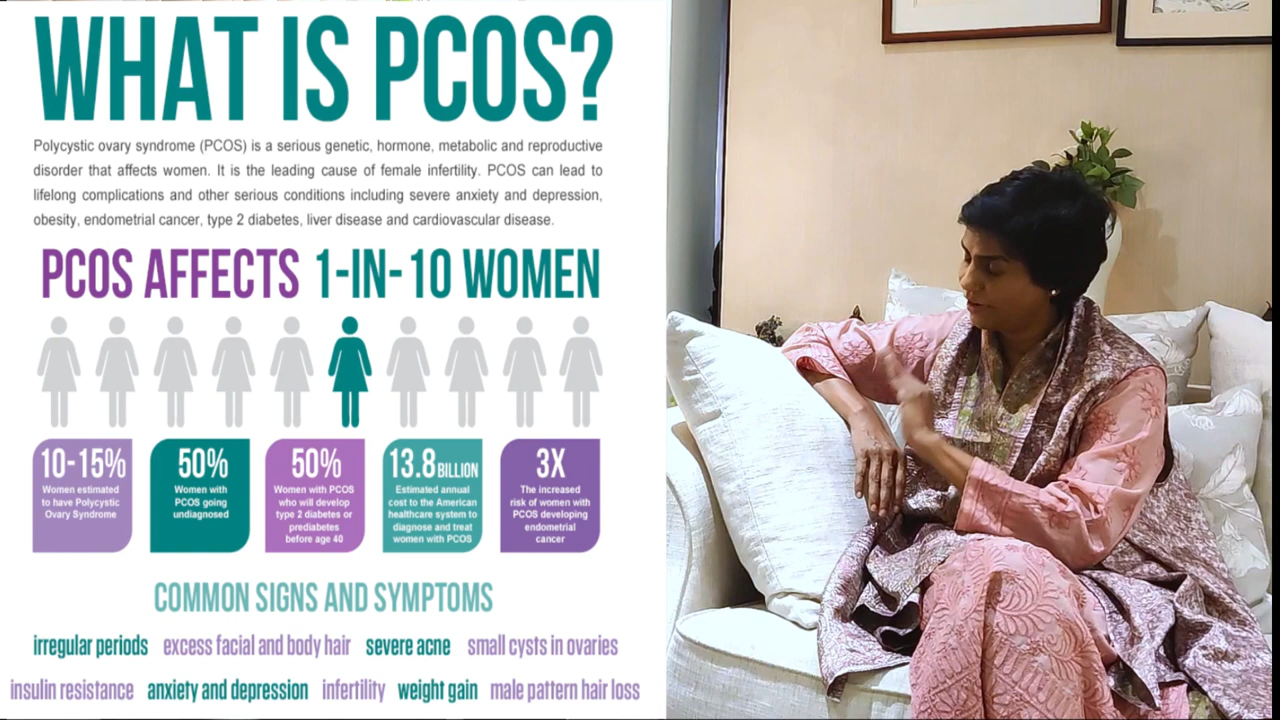 WHAT IS PCOS?
Polycystic ovary syndrome (PCOS) is a serious genetic, hormone, metabolic and reproductive
disorder that affects women. It is the leading cause of female infertility. PCOS can lead to
lifelong complications and other serious conditions including severe anxiety and depression,
obesity, endometrial cancer, type 2 diabetes, liver disease and cardiovascular disease.
PCOS AFFECTS 1-IN-10 WOMEN
10-15%
Women estimated
to have Polycystic
Ovary Syndrome
50%
Women with
PCOS going
undiagnosed
50%
Women with PCOS
who will develop
type 2 diabetes or
prediabetes
before age 40
13.8 BILLION
Estimated annual
cost to the American
healthcare system to
diagnose and treat
women with PCOS
3X
The increased
risk of women with
PCOS developing
endometrial
cancer
COMMON SIGNS AND SYMPTOMS
irregular periods excess facial and body hair severe acne small cysts in ovaries
insulin resistance anxiety and depression infertility weight gain male pattern hair loss